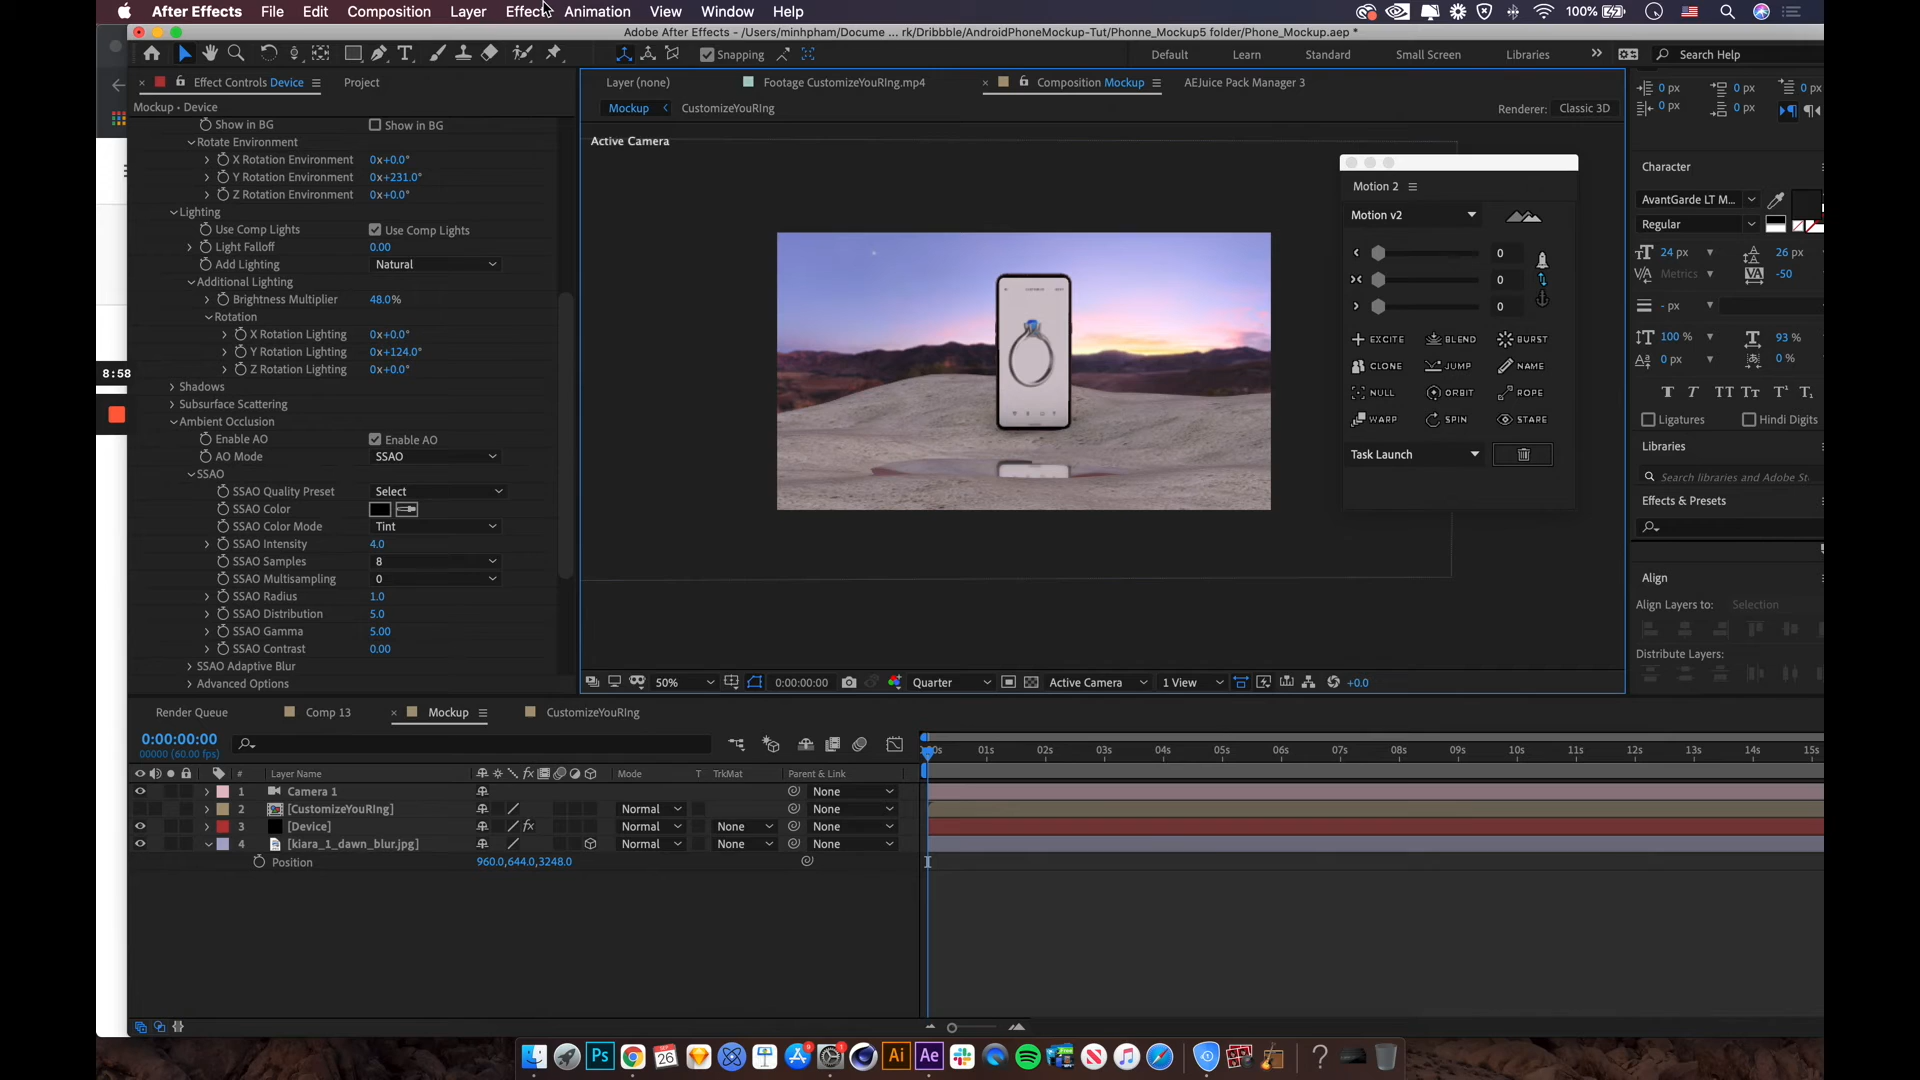 After Effects File Edit Composition Layer Effect Animation View Window Help 100%
Adobe After Effects - /Users/minhpham/Docume ... rk/Dribbble/AndroidPhoneMockup-Tut/Phonne_Mockup5 folder/Phone_Mockup.aep *
Snapping Default Learn Standard Small Screen Libraries Search Help
Effect Controls Device Project Layer (none) Footage CustomizeYouRIng.mp4 Composition Mockup AEJuice Pack Manager 3
Mockup • Device
Mockup CustomizeYouRIng Renderer: Classic 3D
Active Camera
Show in BG Show in BG
Rotate Environment
X Rotation Environment 0x+0.0°
Y Rotation Environment 0x+231.0°
Z Rotation Environment 0x+0.0°
Lighting
Use Comp Lights Use Comp Lights
Light Falloff 0.00
Add Lighting Natural
Additional Lighting
Brightness Multiplier 48.0%
Rotation
X Rotation Lighting 0x+0.0°
Y Rotation Lighting 0x+124.0°
Z Rotation Lighting 0x+0.0°
8:58
Shadows
Subsurface Scattering
Ambient Occlusion
Enable AO Enable AO
AO Mode SSAO
SSAO
SSAO Quality Preset Select
SSAO Color
SSAO Color Mode Tint
SSAO Intensity 4.0
SSAO Samples 8
SSAO Multisampling 0
SSAO Radius 1.0
SSAO Distribution 5.0
SSAO Gamma 5.00
SSAO Contrast 0.00
SSAO Adaptive Blur
Advanced Options
Motion 2
Motion v2
0
0
0
EXCITE BLEND BURST
CLONE JUMP NAME
NULL ORBIT ROPE
WARP SPIN STARE
Task Launch
50% 0:00:00:00 Quarter Active Camera 1 View +0.0
0 px 0 px 0 px
0 px 0 px
Character
AvantGarde LT M...
Regular
24 px 26 px
Metrics -50
- px
100 % 93 %
0 px 0 %
T T TT Tt T¹ T₁
Ligatures Hindi Digits
Libraries
Search libraries and Adobe St
Effects & Presets
Align
Align Layers to: Selection
Distribute Layers:
Render Queue Comp 13 Mockup CustomizeYouRIng
0:00:00:00
00000 (60.00 fps)
00s 01s 02s 03s 04s 05s 06s 07s 08s 09s 10s 11s 12s 13s 14s 15s
# Layer Name Mode T TrkMat Parent & Link
1 Camera 1 None
2 [CustomizeYouRIng] Normal None
3 [Device] fx Normal None None
4 [kiara_1_dawn_blur.jpg] Normal None None
Position 960.0,644.0,3248.0
Ps SEP 26 Ai Ae